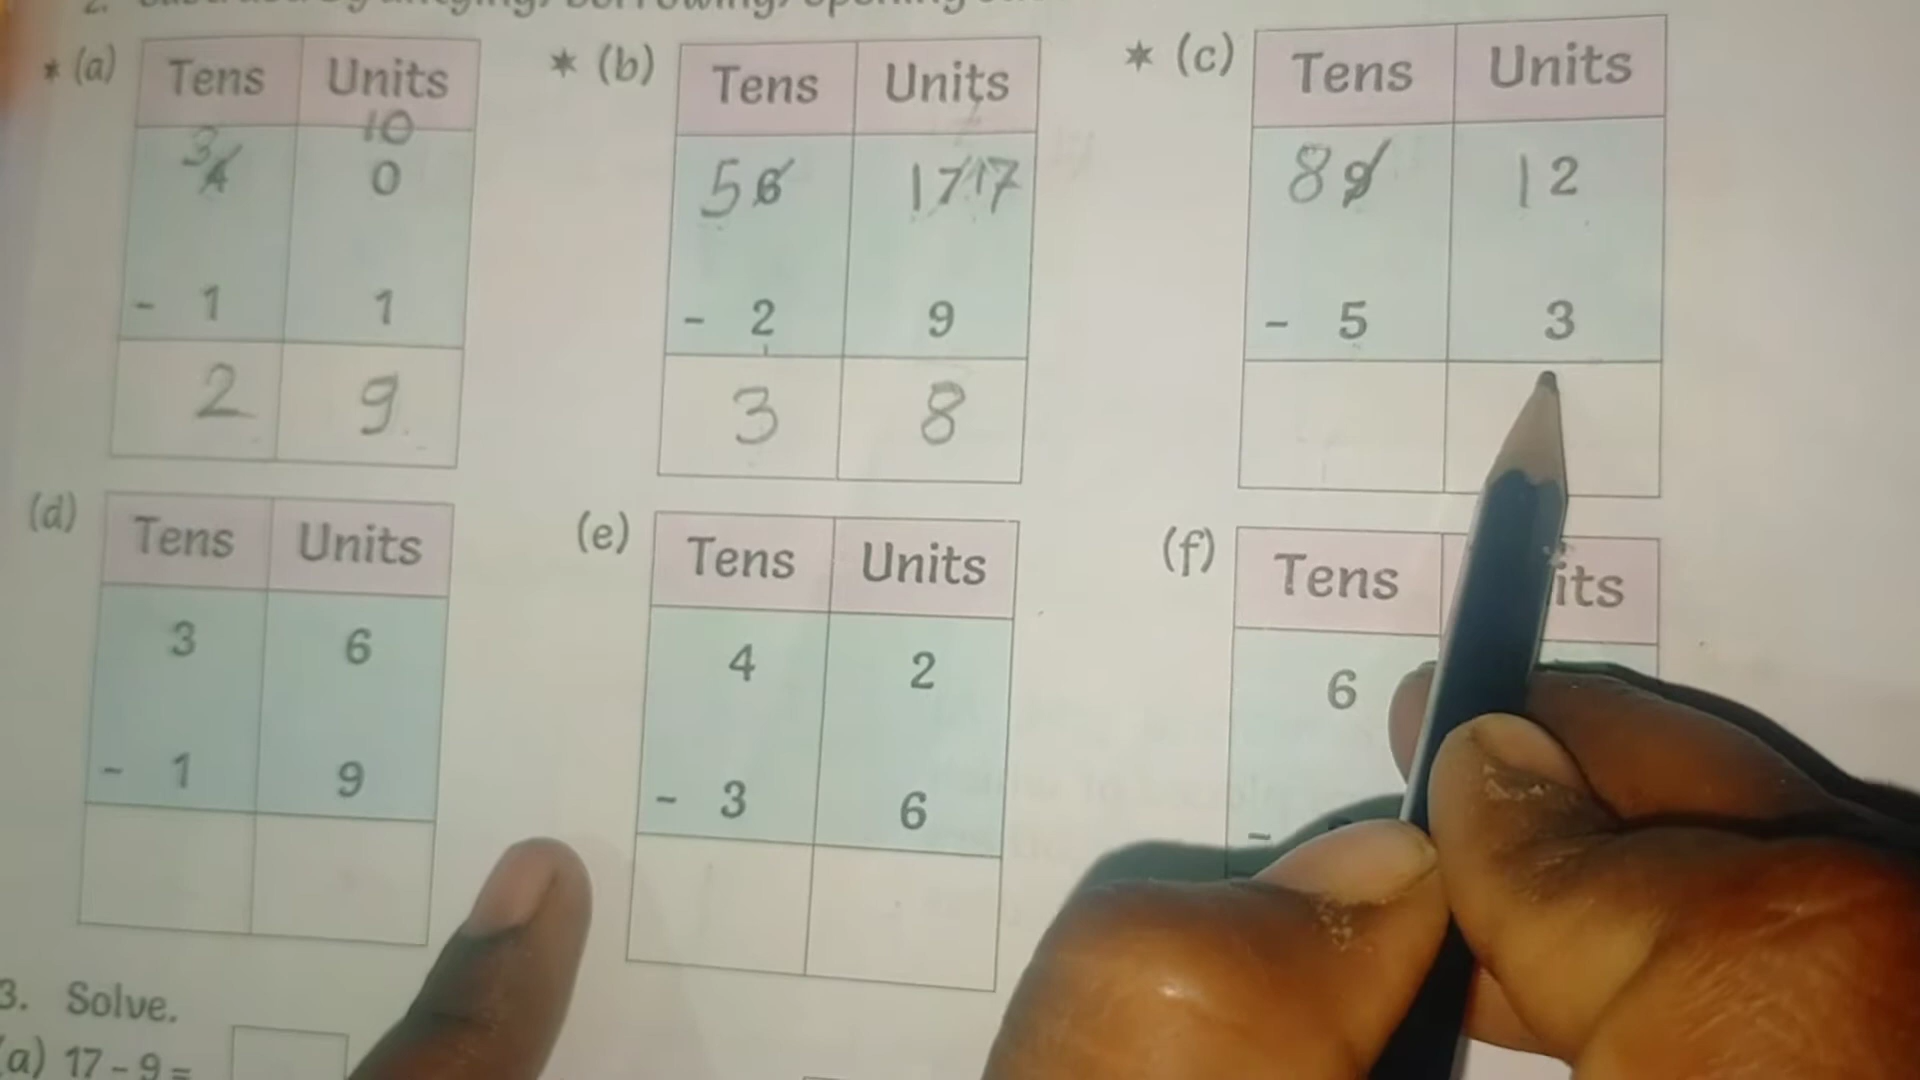 2.
* (a) Tens Units
10
3 4 0
- 1 1
2 9
* (b) Tens Units
5 6 17 17
- 2 9
3 8
* (c) Tens Units
8 9 12
- 5 3
(d) Tens Units
3 6
- 1 9
(e) Tens Units
4 2
- 3 6
(f) Tens
6
-
3. Solve.
(a) 17 - 9 =